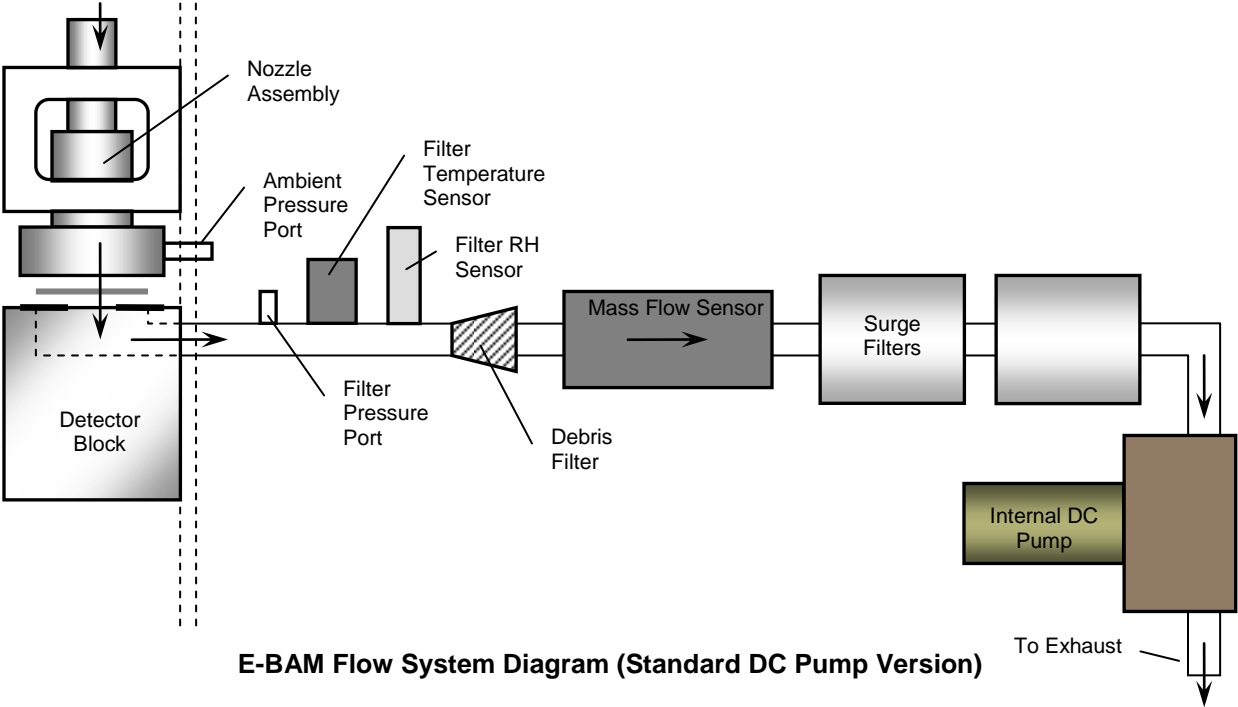 Nozzle
Assembly
Ambient
Pressure
Port
Filter
Temperature
Sensor
Filter RH
Sensor
Mass Flow Sensor
Surge
Filters
Filter
Pressure
Port
Debris
Filter
Detector
Block
Internal DC
Pump
To Exhaust
E-BAM Flow System Diagram (Standard DC Pump Version)